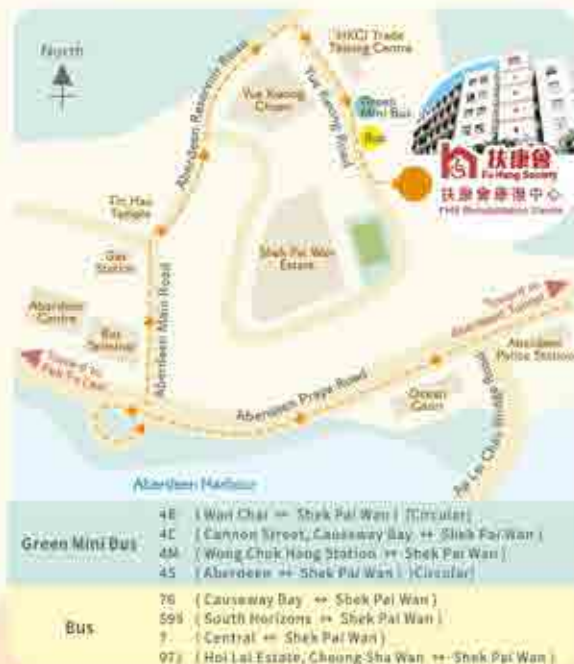 North
HKCI Trade
Testing Centre
Yue Kwong
Chuen
Yue Kwong Road
Aberdeen Reservoir Road
Green
Mini Bus
Bus
扶康會
Fu Hong Society
扶康會康復中心
FHS Rehabilitation Centre
Tin Hau
Temple
Gas
Station
Shek Pai Wan
Estate
Aberdeen
Centre
Bus
Terminal
Aberdeen Main Road
Toward to
Toward to
Aberdeen Tunnel
Aberdeen
Police Station
Aberdeen Praya Road
Ocean
Court
Ap Lei Chau Bridge Road
Aberdeen Harbour
Green Mini Bus
4B (Wan Chai ↔ Shek Pai Wan) (Circular)
4C (Cannon Street, Causeway Bay ↔ Shek Pai Wan)
4M (Wong Chuk Hang Station ↔ Shek Pai Wan)
4S (Aberdeen ↔ Shek Pai Wan) (Circular)
Bus
76 (Causeway Bay ↔ Shek Pai Wan)
(South Horizons ↔ Shek Pai Wan)
7 (Central ↔ Shek Pai Wan)
(Hoi Lai Estate, Cheung Sha Wan ↔ Shek Pai Wan)